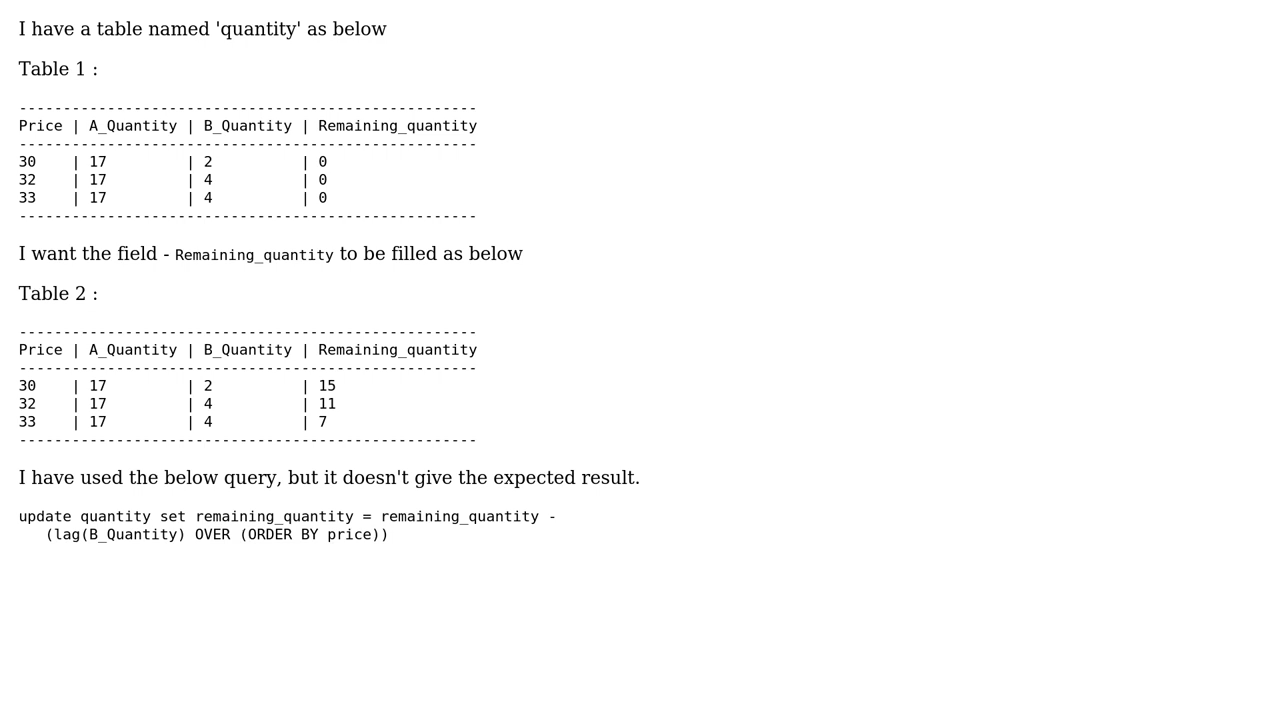 I have a table named 'quantity' as below
Table 1 :
----------------------------------------------------
Price | A_Quantity | B_Quantity | Remaining_quantity
----------------------------------------------------
30    | 17         | 2          | 0
32    | 17         | 4          | 0
33    | 17         | 4          | 0
----------------------------------------------------
I want the field - Remaining_quantity to be filled as below
Table 2 :
----------------------------------------------------
Price | A_Quantity | B_Quantity | Remaining_quantity
----------------------------------------------------
30    | 17         | 2          | 15
32    | 17         | 4          | 11
33    | 17         | 4          | 7
----------------------------------------------------
I have used the below query, but it doesn't give the expected result.
update quantity set remaining_quantity = remaining_quantity -
   (lag(B_Quantity) OVER (ORDER BY price))